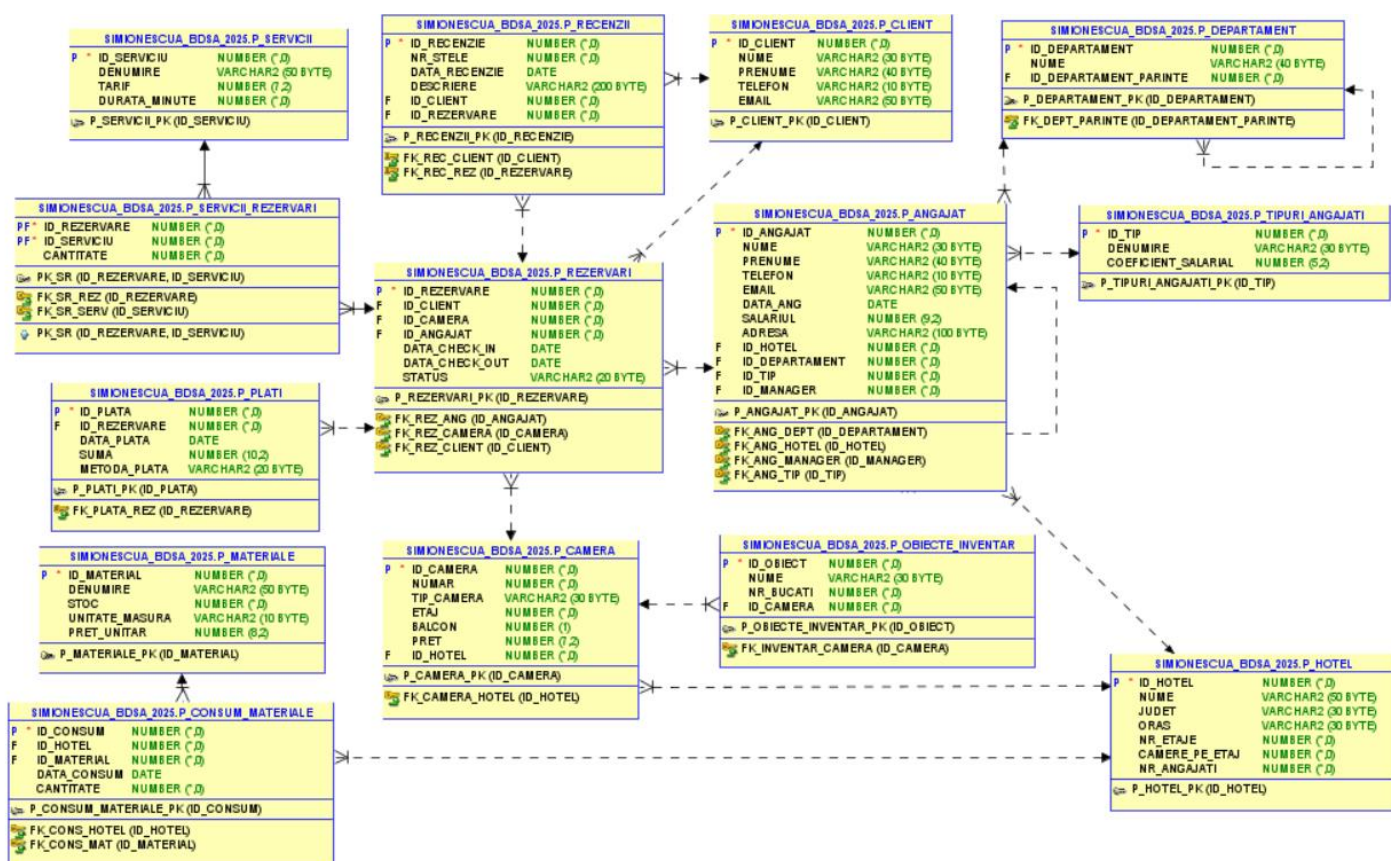 SIMIONESCUA_BDSA_2025.P_SERVICII
P * ID_SERVICIU NUMBER (*,0)
DENUMIRE VARCHAR2 (50 BYTE)
TARIF NUMBER (7,2)
DURATA_MINUTE NUMBER (*,0)
P_SERVICII_PK (ID_SERVICIU)
SIMIONESCUA_BDSA_2025.P_RECENZII
P * ID_RECENZIE NUMBER (*,0)
NR_STELE NUMBER (*,0)
DATA_RECENZIE DATE
DESCRIERE VARCHAR2 (200 BYTE)
F ID_CLIENT NUMBER (*,0)
F ID_REZERVARE NUMBER (*,0)
P_RECENZII_PK (ID_RECENZIE)
FK_REC_CLIENT (ID_CLIENT)
FK_REC_REZ (ID_REZERVARE)
SIMIONESCUA_BDSA_2025.P_CLIENT
P * ID_CLIENT NUMBER (*,0)
NUME VARCHAR2 (30 BYTE)
PRENUME VARCHAR2 (40 BYTE)
TELEFON VARCHAR2 (10 BYTE)
EMAIL VARCHAR2 (50 BYTE)
P_CLIENT_PK (ID_CLIENT)
SIMIONESCUA_BDSA_2025.P_DEPARTAMENT
P * ID_DEPARTAMENT NUMBER (*,0)
NUME VARCHAR2 (40 BYTE)
F ID_DEPARTAMENT_PARINTE NUMBER (*,0)
P_DEPARTAMENT_PK (ID_DEPARTAMENT)
FK_DEPT_PARINTE (ID_DEPARTAMENT_PARINTE)
SIMIONESCUA_BDSA_2025.P_SERVICII_REZERVARI
PF * ID_REZERVARE NUMBER (*,0)
PF * ID_SERVICIU NUMBER (*,0)
CANTITATE NUMBER (*,0)
PK_SR (ID_REZERVARE, ID_SERVICIU)
FK_SR_REZ (ID_REZERVARE)
FK_SR_SERV (ID_SERVICIU)
PK_SR (ID_REZERVARE, ID_SERVICIU)
SIMIONESCUA_BDSA_2025.P_REZERVARI
P * ID_REZERVARE NUMBER (*,0)
F ID_CLIENT NUMBER (*,0)
F ID_CAMERA NUMBER (*,0)
F ID_ANGAJAT NUMBER (*,0)
DATA_CHECK_IN DATE
DATA_CHECK_OUT DATE
STATUS VARCHAR2 (20 BYTE)
P_REZERVARI_PK (ID_REZERVARE)
FK_REZ_ANG (ID_ANGAJAT)
FK_REZ_CAMERA (ID_CAMERA)
FK_REZ_CLIENT (ID_CLIENT)
SIMIONESCUA_BDSA_2025.P_ANGAJAT
P * ID_ANGAJAT NUMBER (*,0)
NUME VARCHAR2 (30 BYTE)
PRENUME VARCHAR2 (40 BYTE)
TELEFON VARCHAR2 (10 BYTE)
EMAIL VARCHAR2 (50 BYTE)
DATA_ANG DATE
SALARIUL NUMBER (9,2)
ADRESA VARCHAR2 (100 BYTE)
F ID_HOTEL NUMBER (*,0)
F ID_DEPARTAMENT NUMBER (*,0)
F ID_TIP NUMBER (*,0)
F ID_MANAGER NUMBER (*,0)
P_ANGAJAT_PK (ID_ANGAJAT)
FK_ANG_DEPT (ID_DEPARTAMENT)
FK_ANG_HOTEL (ID_HOTEL)
FK_ANG_MANAGER (ID_MANAGER)
FK_ANG_TIP (ID_TIP)
SIMIONESCUA_BDSA_2025.P_TIPURI_ANGAJATI
P * ID_TIP NUMBER (*,0)
DENUMIRE VARCHAR2 (30 BYTE)
COEFICIENT_SALARIAL NUMBER (5,2)
P_TIPURI_ANGAJATI_PK (ID_TIP)
SIMIONESCUA_BDSA_2025.P_PLATI
P * ID_PLATA NUMBER (*,0)
F ID_REZERVARE NUMBER (*,0)
DATA_PLATA DATE
SUMA NUMBER (10,2)
METODA_PLATA VARCHAR2 (20 BYTE)
P_PLATI_PK (ID_PLATA)
FK_PLATA_REZ (ID_REZERVARE)
SIMIONESCUA_BDSA_2025.P_MATERIALE
P * ID_MATERIAL NUMBER (*,0)
DENUMIRE VARCHAR2 (50 BYTE)
STOC NUMBER (*,0)
UNITATE_MASURA VARCHAR2 (10 BYTE)
PRET_UNITAR NUMBER (8,2)
P_MATERIALE_PK (ID_MATERIAL)
SIMIONESCUA_BDSA_2025.P_CAMERA
P * ID_CAMERA NUMBER (*,0)
NUMAR NUMBER (*,0)
TIP_CAMERA VARCHAR2 (30 BYTE)
ETAJ NUMBER (*,0)
BALCON NUMBER (1)
PRET NUMBER (7,2)
F ID_HOTEL NUMBER (*,0)
P_CAMERA_PK (ID_CAMERA)
FK_CAMERA_HOTEL (ID_HOTEL)
SIMIONESCUA_BDSA_2025.P_OBIECTE_INVENTAR
P * ID_OBIECT NUMBER (*,0)
NUME VARCHAR2 (30 BYTE)
NR_BUCATI NUMBER (*,0)
F ID_CAMERA NUMBER (*,0)
P_OBIECTE_INVENTAR_PK (ID_OBIECT)
FK_INVENTAR_CAMERA (ID_CAMERA)
SIMIONESCUA_BDSA_2025.P_HOTEL
P * ID_HOTEL NUMBER (*,0)
NUME VARCHAR2 (50 BYTE)
JUDET VARCHAR2 (30 BYTE)
ORAS VARCHAR2 (30 BYTE)
NR_ETAJE NUMBER (*,0)
CAMERE_PE_ETAJ NUMBER (*,0)
NR_ANGAJATI NUMBER (*,0)
P_HOTEL_PK (ID_HOTEL)
SIMIONESCUA_BDSA_2025.P_CONSUM_MATERIALE
P * ID_CONSUM NUMBER (*,0)
F ID_HOTEL NUMBER (*,0)
F ID_MATERIAL NUMBER (*,0)
DATA_CONSUM DATE
CANTITATE NUMBER (*,0)
P_CONSUM_MATERIALE_PK (ID_CONSUM)
FK_CONS_HOTEL (ID_HOTEL)
FK_CONS_MAT (ID_MATERIAL)